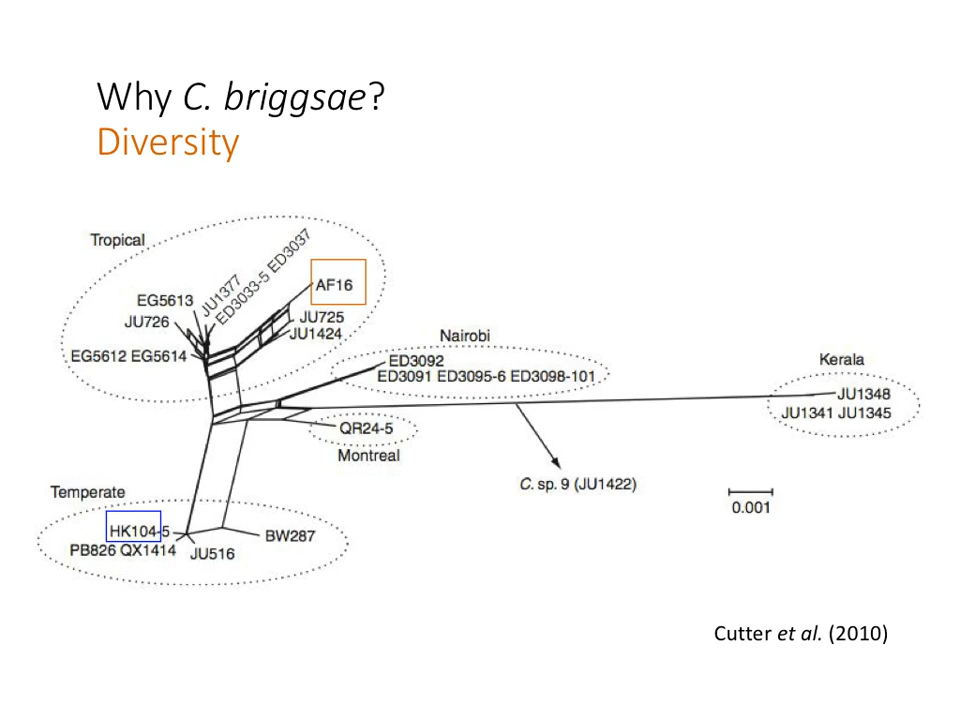 Why C. briggsae?
Diversity
Tropical
JU1377
ED3033-5 ED3037
AF16
EG5613
JU726
JU725
JU1424
EG5612 EG5614
Nairobi
ED3092
ED3091 ED3095-6 ED3098-101
Kerala
JU1348
JU1341 JU1345
QR24-5
Montreal
C. sp. 9 (JU1422)
0.001
Temperate
HK104-5
PB826 QX1414
JU516
BW287
Cutter et al. (2010)